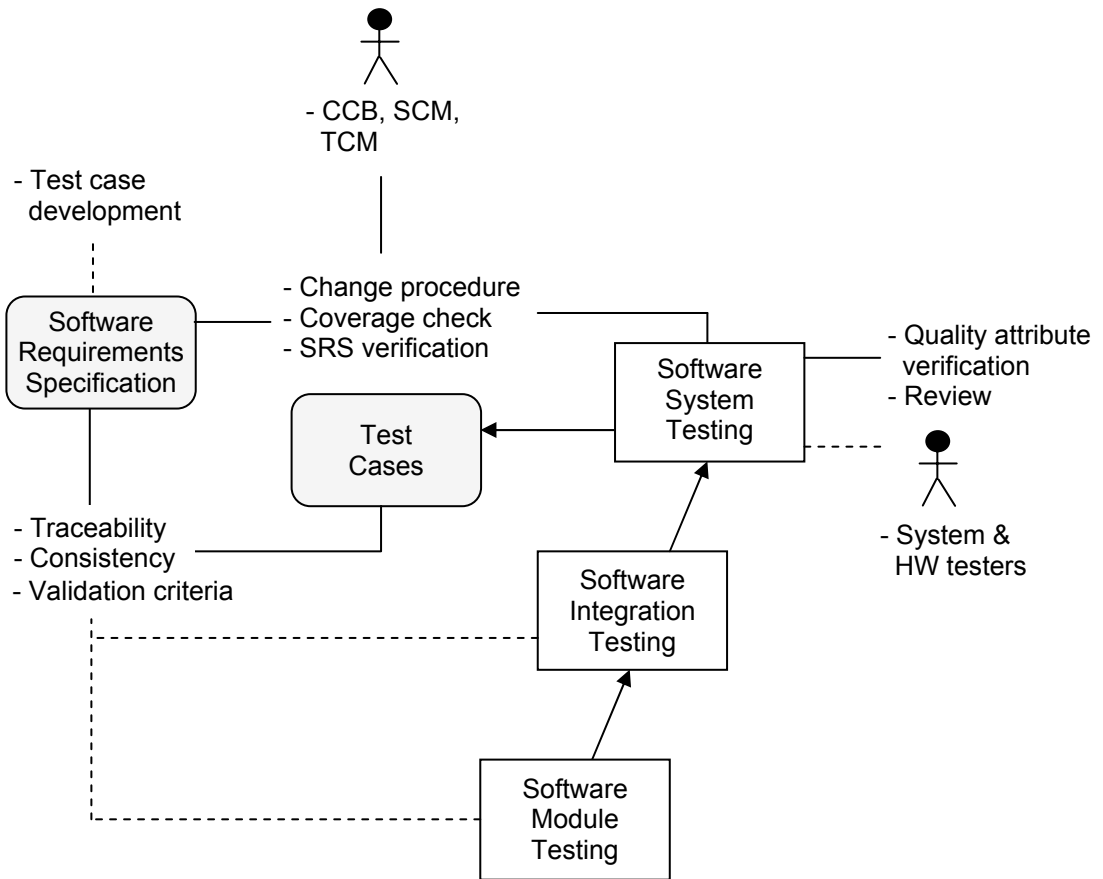 - CCB, SCM,
TCM
- Test case
development
- Change procedure
- Coverage check
- SRS verification
Software
Requirements
Specification
- Quality attribute
verification
- Review
Software
System
Testing
Test
Cases
- System &
HW testers
- Traceability
- Consistency
- Validation criteria
Software
Integration
Testing
Software
Module
Testing